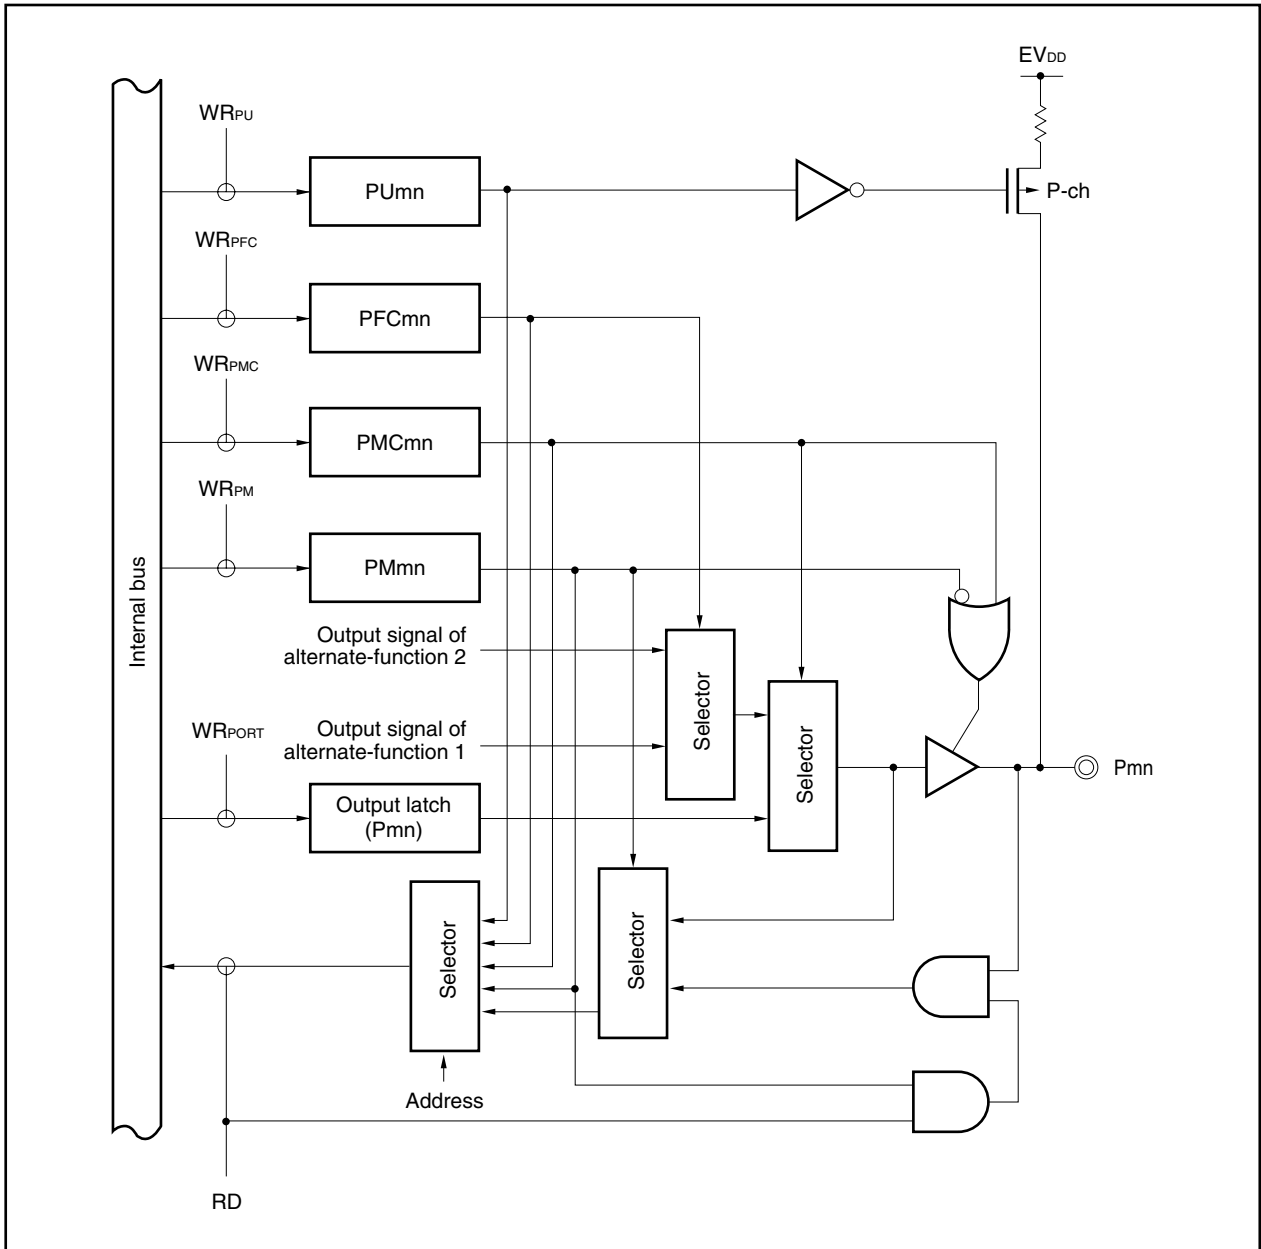 EVDD
WRPU
PUmn
P-ch
WRPFC
PFCmn
WRPMC
PMCmn
WRPM
PMmn
Internal bus
Output signal of
alternate-function 2
Selector
WRPORT
Output signal of
alternate-function 1
Selector
Pmn
Output latch
(Pmn)
Selector
Selector
Address
RD